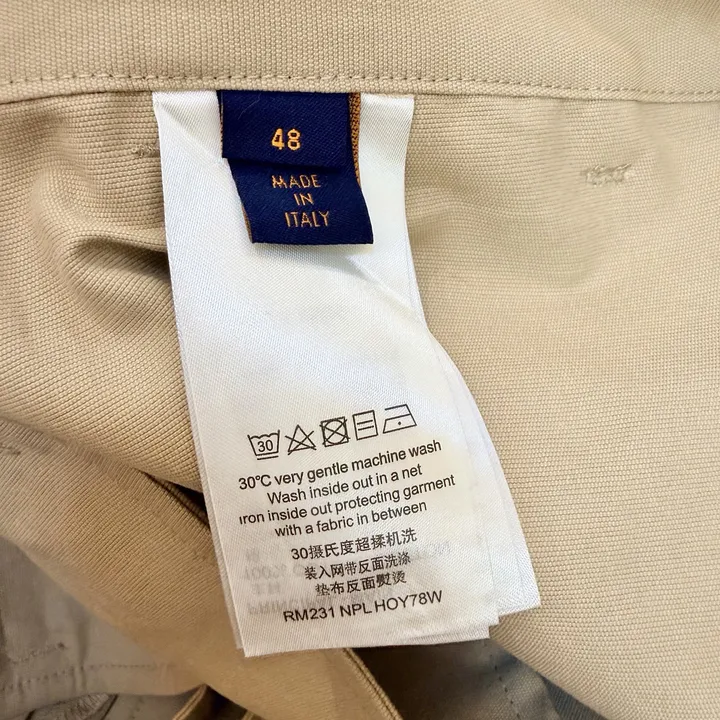 48
MADE
IN
ITALY
30
30°C very gentle machine wash
Wash inside out in a net
Iron inside out protecting garment
with a fabric in between
30摄氏度超揉机洗
装入网带反面洗涤
垫布反面熨烫
RM231 NPL HOY78W